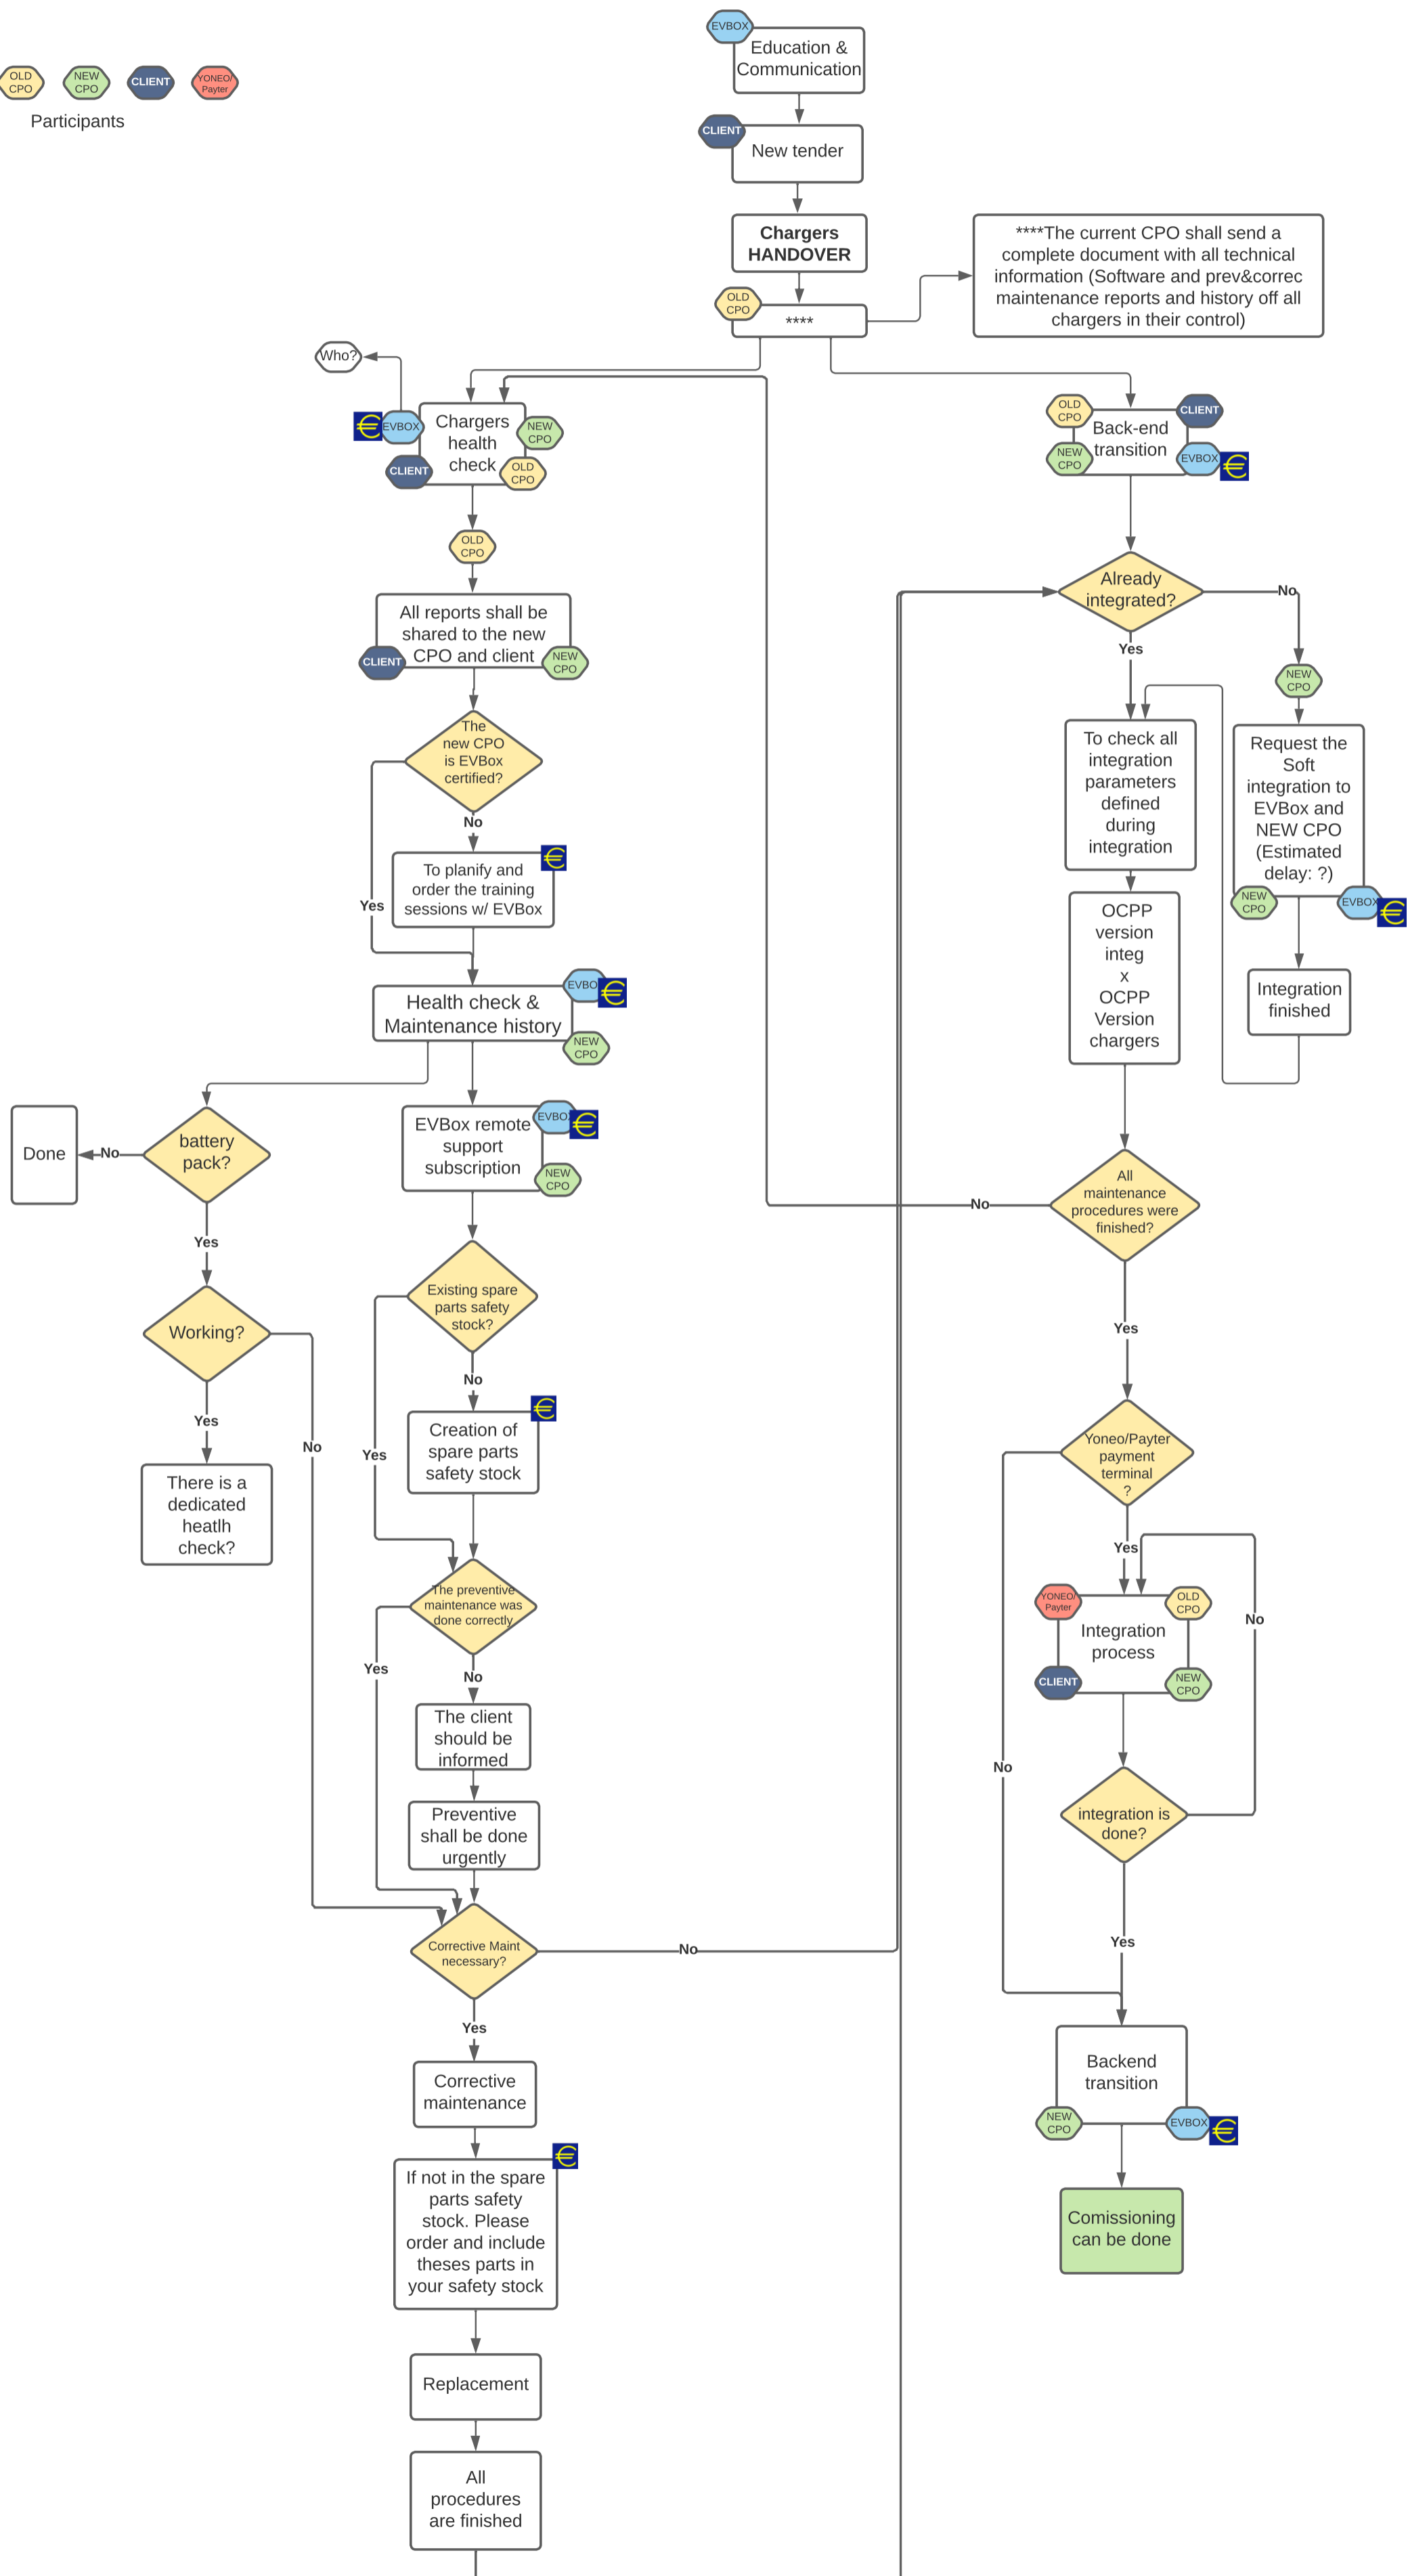 EVBOX
Education &
Communication
OLD
CPO
NEW
CPO
CLIENT
YONEO/
Payter
Participants
CLIENT
New tender
Chargers
HANDOVER
****The current CPO shall send a
complete document with all technical
information (Software and prev&correc
maintenance reports and history off all
chargers in their control)
OLD
CPO
****
Who?
EVBOX
Chargers
health
check
NEW
CPO
CLIENT
OLD
CPO
OLD
CPO
CLIENT
Back-end
transition
NEW
CPO
EVBOX
OLD
CPO
All reports shall be
shared to the new
CPO and client
CLIENT
NEW
CPO
Already
integrated?
No
Yes
NEW
CPO
The
new CPO
is EVBox
certified?
No
Yes
To planify and
order the training
sessions w/ EVBox
To check all
integration
parameters
defined
during
integration
Request the
Soft
integration to
EVBox and
NEW CPO
(Estimated
delay: ?)
NEW
CPO
EVBOX
OCPP
version
integ
x
OCPP
Version
chargers
Integration
finished
Health check &
Maintenance history
EVBO
NEW
CPO
Done
No
battery
pack?
Yes
EVBox remote
support
subscription
EVBO
NEW
CPO
All
maintenance
procedures were
finished?
No
Yes
Working?
Yes
No
There is a
dedicated
heatlh
check?
Existing spare
parts safety
stock?
No
Yes
Creation of
spare parts
safety stock
Yoneo/Payter
payment
terminal
?
Yes
No
The preventive
maintenance was
done correctly
No
Yes
YONEO/
Payter
OLD
CPO
Integration
process
CLIENT
NEW
CPO
No
The client
should be
informed
Preventive
shall be done
urgently
integration is
done?
Yes
Corrective Maint
necessary?
No
Yes
Corrective
maintenance
Backend
transition
NEW
CPO
EVBOX
If not in the spare
parts safety
stock. Please
order and include
theses parts in
your safety stock
Comissioning
can be done
Replacement
All
procedures
are finished